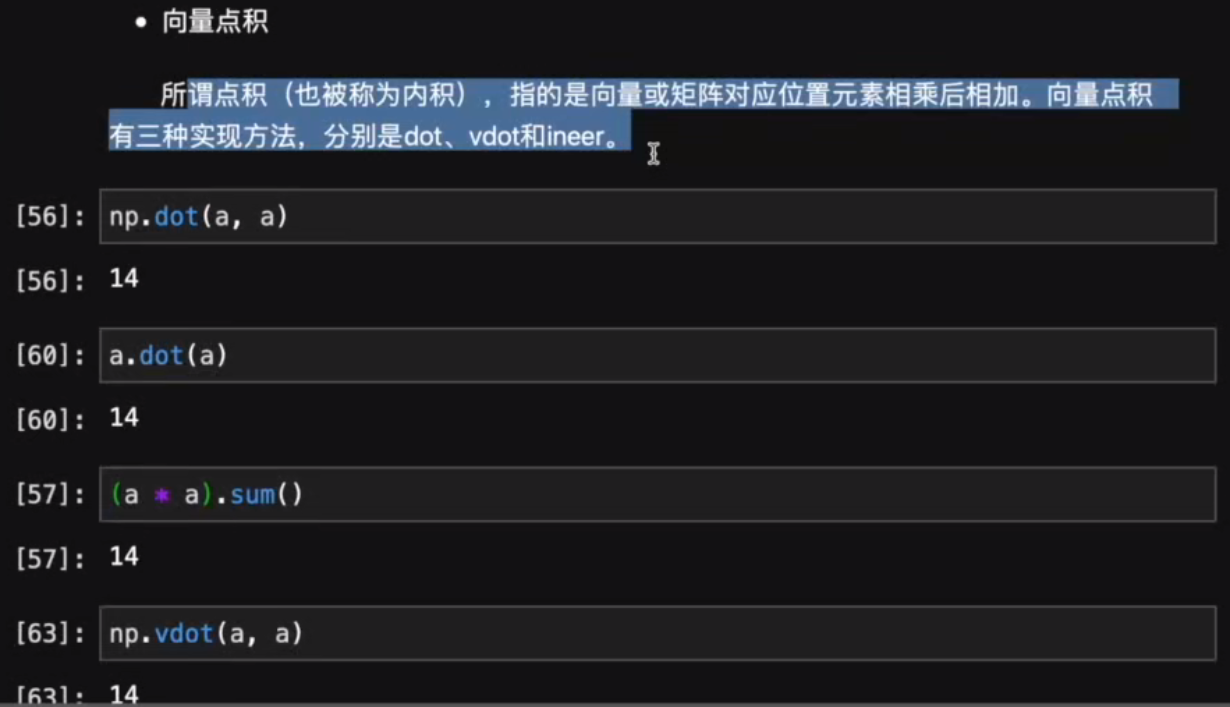 • 向量点积
所谓点积（也被称为内积），指的是向量或矩阵对应位置元素相乘后相加。向量点积
有三种实现方法，分别是dot、vdot和ineer。
[56]: np.dot(a, a)
[56]: 14
[60]: a.dot(a)
[60]: 14
[57]: (a * a).sum()
[57]: 14
[63]: np.vdot(a, a)
[63]: 14